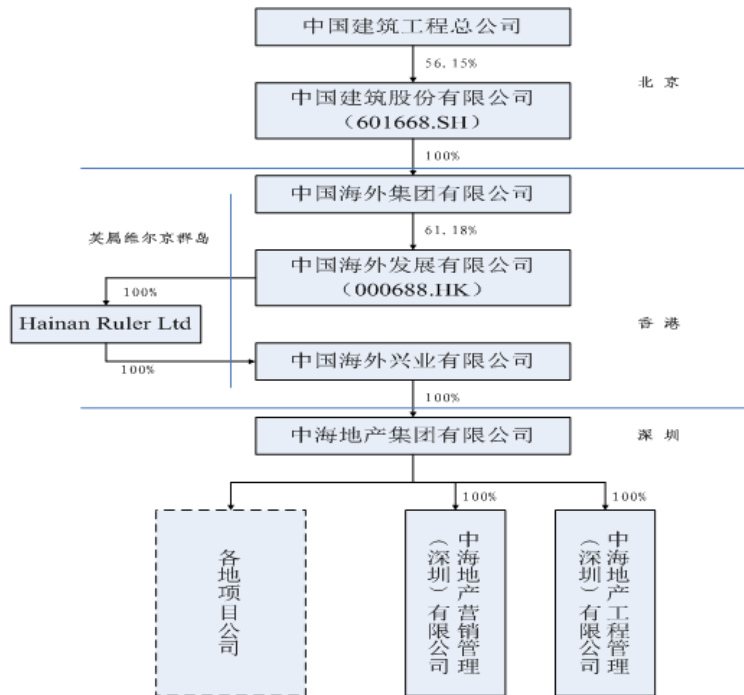 中国建筑工程总公司
56.15%
北京
中国建筑股份有限公司
（601668.SH）
100%
中国海外集团有限公司
61.18%
英属维尔京群岛
中国海外发展有限公司
（000688.HK）
100%
Hainan Ruler Ltd
香港
100%
中国海外兴业有限公司
100%
中海地产集团有限公司
深圳
100%
100%
各地项目公司
中海地产营销管理
（深圳）有限公司
中海地产工程管理
（深圳）有限公司